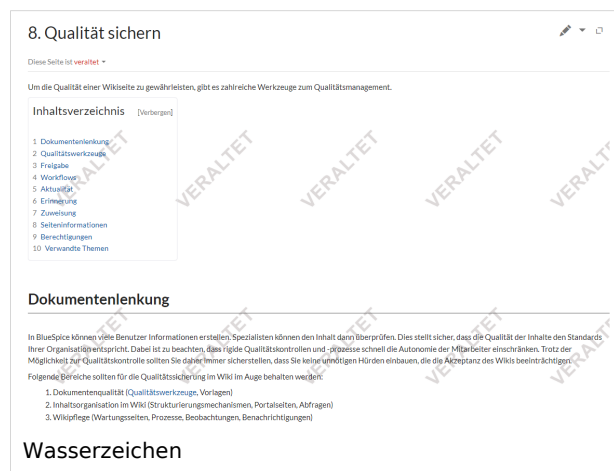 8. Qualität sichern
Diese Seite ist veraltet
Um die Qualität einer Wikiseite zu gewährleisten, gibt es zahlreiche Werkzeuge zum Qualitätsmanagement.
Inhaltsverzeichnis [Verbergen]
1 Dokumentenlenkung
2 Qualitätswerkzeuge
3 Freigabe
4 Workflows
5 Aktualität
6 Erinnerung
7 Zuweisung
8 Seiteninformationen
9 Berechtigungen
10 Verwandte Themen
VERALTET VERALTET VERALTET VERALTET VERALTET
Dokumentenlenkung
In BlueSpice können viele Benutzer Informationen erstellen. Spezialisten können den Inhalt dann überprüfen. Dies stellt sicher, dass die Qualität der Inhalte den Standards
Ihrer Organisation entspricht. Dabei ist zu beachten, dass rigide Qualitätskontrollen und -prozesse schnell die Autonomie der Mitarbeiter einschränken. Trotz der
Möglichkeit zur Qualitätskontrolle sollten Sie daher immer sicherstellen, dass Sie keine unnötigen Hürden einbauen, die die Akzeptanz des Wikis beeinträchtigen.
Folgende Bereiche sollten für die Qualitätssicherung im Wiki im Auge behalten werden:
1. Dokumentenqualität (Qualitätswerkzeuge, Vorlagen)
2. Inhaltsorganisation im Wiki (Strukturierungsmechanismen, Portalseiten, Abfragen)
3. Wikipflege (Wartungsseiten, Prozesse, Beobachtungen, Benachrichtigungen)
VERALTET VERALTET VERALTET VERALTET VERALTET
Wasserzeichen